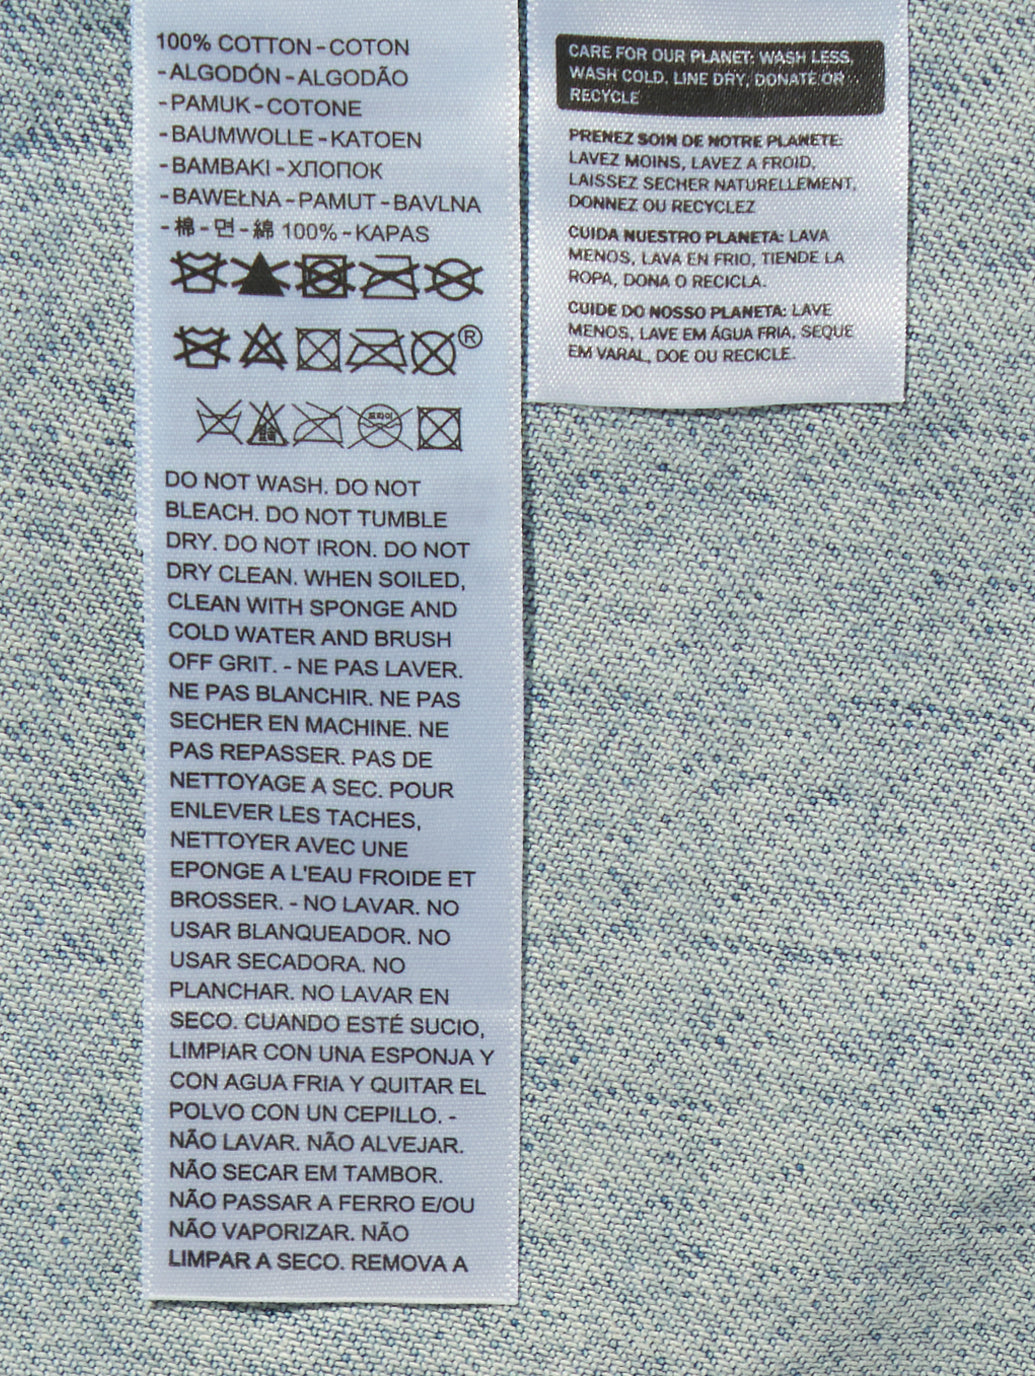 100% COTTON - COTON
- ALGODÓN - ALGODÃO
- PAMUK - COTONE
- BAUMWOLLE - KATOEN
- BAMBAKI - ХЛОПОК
- BAWEŁNA - PAMUT - BAVLNA
- 棉 - 면 - 綿 100% - KAPAS
®
프라이
염소
DO NOT WASH. DO NOT
BLEACH. DO NOT TUMBLE
DRY. DO NOT IRON. DO NOT
DRY CLEAN. WHEN SOILED,
CLEAN WITH SPONGE AND
COLD WATER AND BRUSH
OFF GRIT. - NE PAS LAVER.
NE PAS BLANCHIR. NE PAS
SECHER EN MACHINE. NE
PAS REPASSER. PAS DE
NETTOYAGE A SEC. POUR
ENLEVER LES TACHES,
NETTOYER AVEC UNE
EPONGE A L'EAU FROIDE ET
BROSSER. - NO LAVAR. NO
USAR BLANQUEADOR. NO
USAR SECADORA. NO
PLANCHAR. NO LAVAR EN
SECO. CUANDO ESTÉ SUCIO,
LIMPIAR CON UNA ESPONJA Y
CON AGUA FRIA Y QUITAR EL
POLVO CON UN CEPILLO. -
NÃO LAVAR. NÃO ALVEJAR.
NÃO SECAR EM TAMBOR.
NÃO PASSAR A FERRO E/OU
NÃO VAPORIZAR. NÃO
LIMPAR A SECO. REMOVA A
CARE FOR OUR PLANET: WASH LESS,
WASH COLD, LINE DRY, DONATE OR
RECYCLE
PRENEZ SOIN DE NOTRE PLANETE:
LAVEZ MOINS, LAVEZ A FROID,
LAISSEZ SECHER NATURELLEMENT,
DONNEZ OU RECYCLEZ
CUIDA NUESTRO PLANETA: LAVA
MENOS, LAVA EN FRIO, TIENDE LA
ROPA, DONA O RECICLA.
CUIDE DO NOSSO PLANETA: LAVE
MENOS, LAVE EM ÁGUA FRIA, SEQUE
EM VARAL, DOE OU RECICLE.